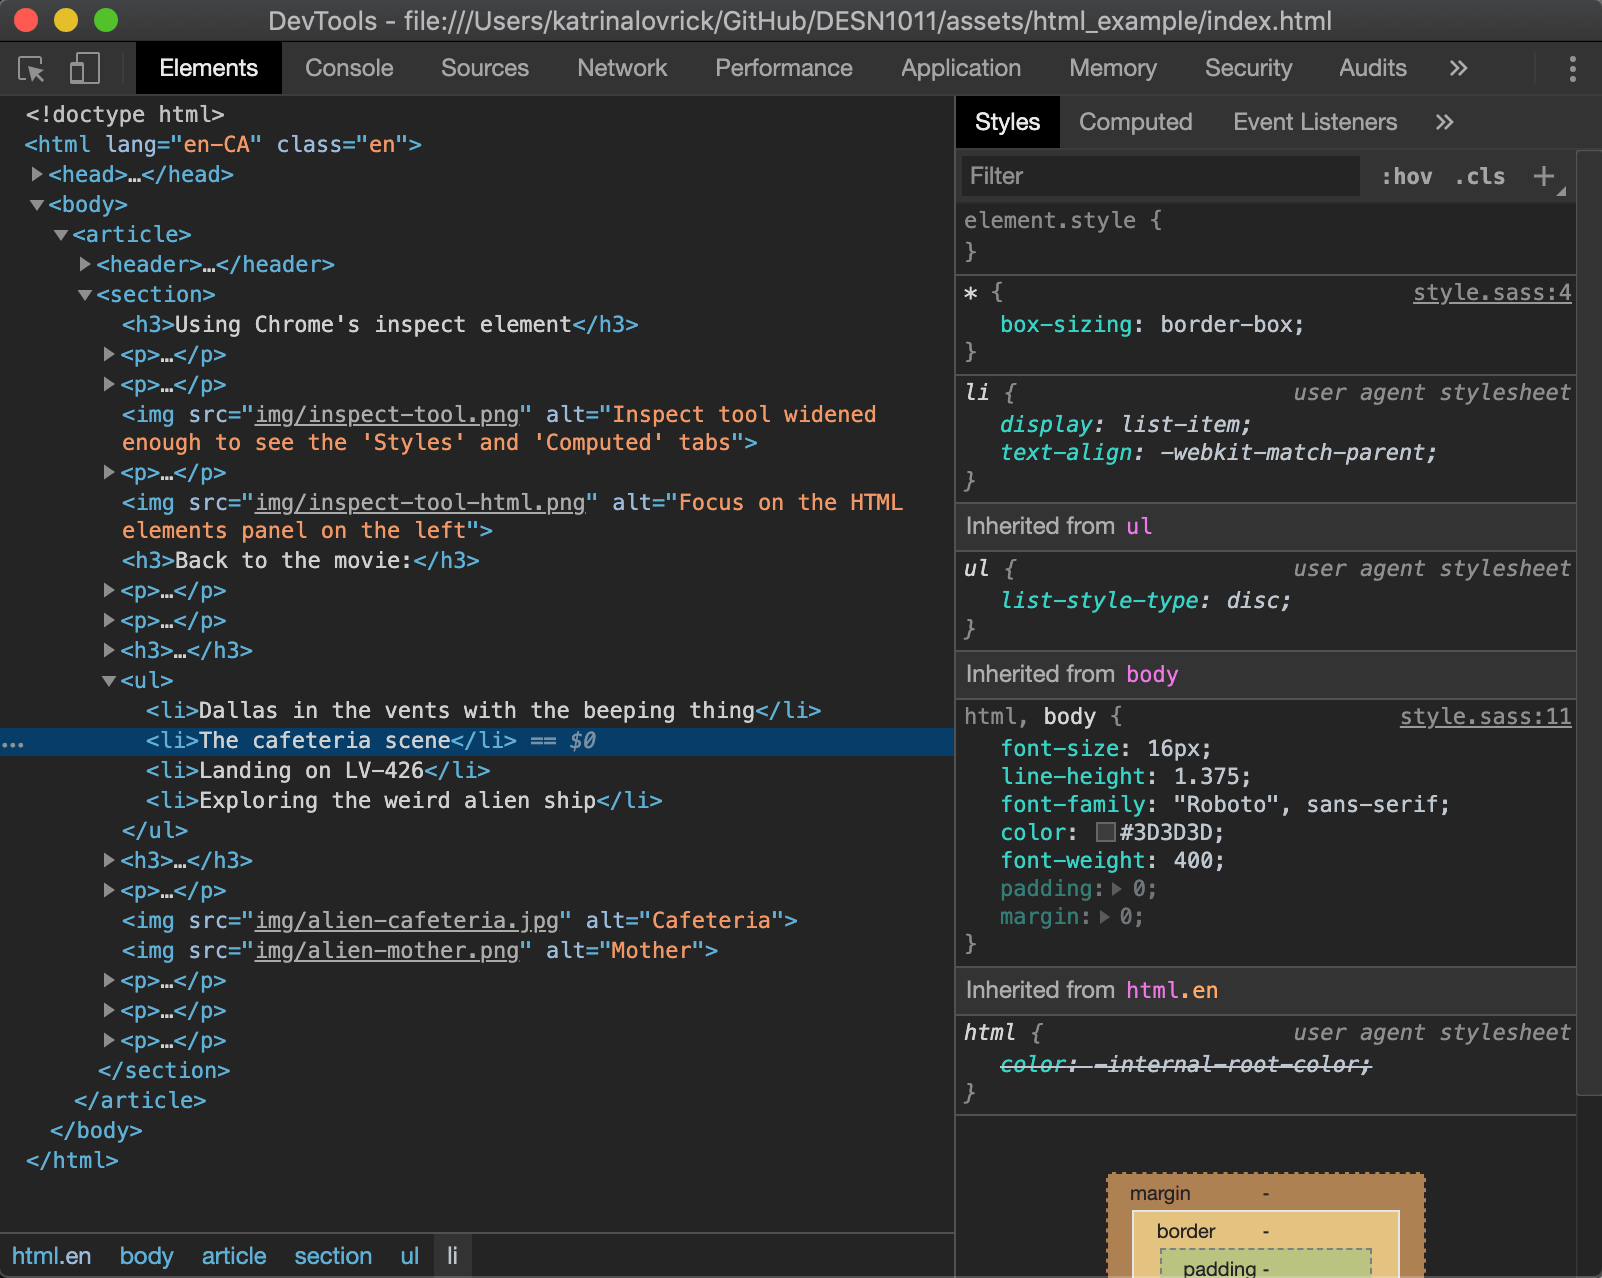 DevTools - file:///Users/katrinalovrick/GitHub/DESN1011/assets/html_example/index.html
Elements Console Sources Network Performance Application Memory Security Audits »
<!doctype html>
<html lang="en-CA" class="en">
<head>…</head>
<body>
<article>
<header>…</header>
<section>
<h3>Using Chrome's inspect element</h3>
<p>…</p>
<p>…</p>
<img src="img/inspect-tool.png" alt="Inspect tool widened
enough to see the 'Styles' and 'Computed' tabs">
<p>…</p>
<img src="img/inspect-tool-html.png" alt="Focus on the HTML
elements panel on the left">
<h3>Back to the movie:</h3>
<p>…</p>
<p>…</p>
<h3>…</h3>
<ul>
<li>Dallas in the vents with the beeping thing</li>
… <li>The cafeteria scene</li> == $0
<li>Landing on LV-426</li>
<li>Exploring the weird alien ship</li>
</ul>
<h3>…</h3>
<p>…</p>
<img src="img/alien-cafeteria.jpg" alt="Cafeteria">
<img src="img/alien-mother.png" alt="Mother">
<p>…</p>
<p>…</p>
<p>…</p>
</section>
</article>
</body>
</html>
html.en body article section ul li
Styles Computed Event Listeners »
Filter :hov .cls +
element.style {
}
* { style.sass:4
box-sizing: border-box;
}
li { user agent stylesheet
display: list-item;
text-align: -webkit-match-parent;
}
Inherited from ul
ul { user agent stylesheet
list-style-type: disc;
}
Inherited from body
html, body { style.sass:11
font-size: 16px;
line-height: 1.375;
font-family: "Roboto", sans-serif;
color: #3D3D3D;
font-weight: 400;
padding: 0;
margin: 0;
}
Inherited from html.en
html { user agent stylesheet
color: -internal-root-color;
}
margin -
border -
padding -